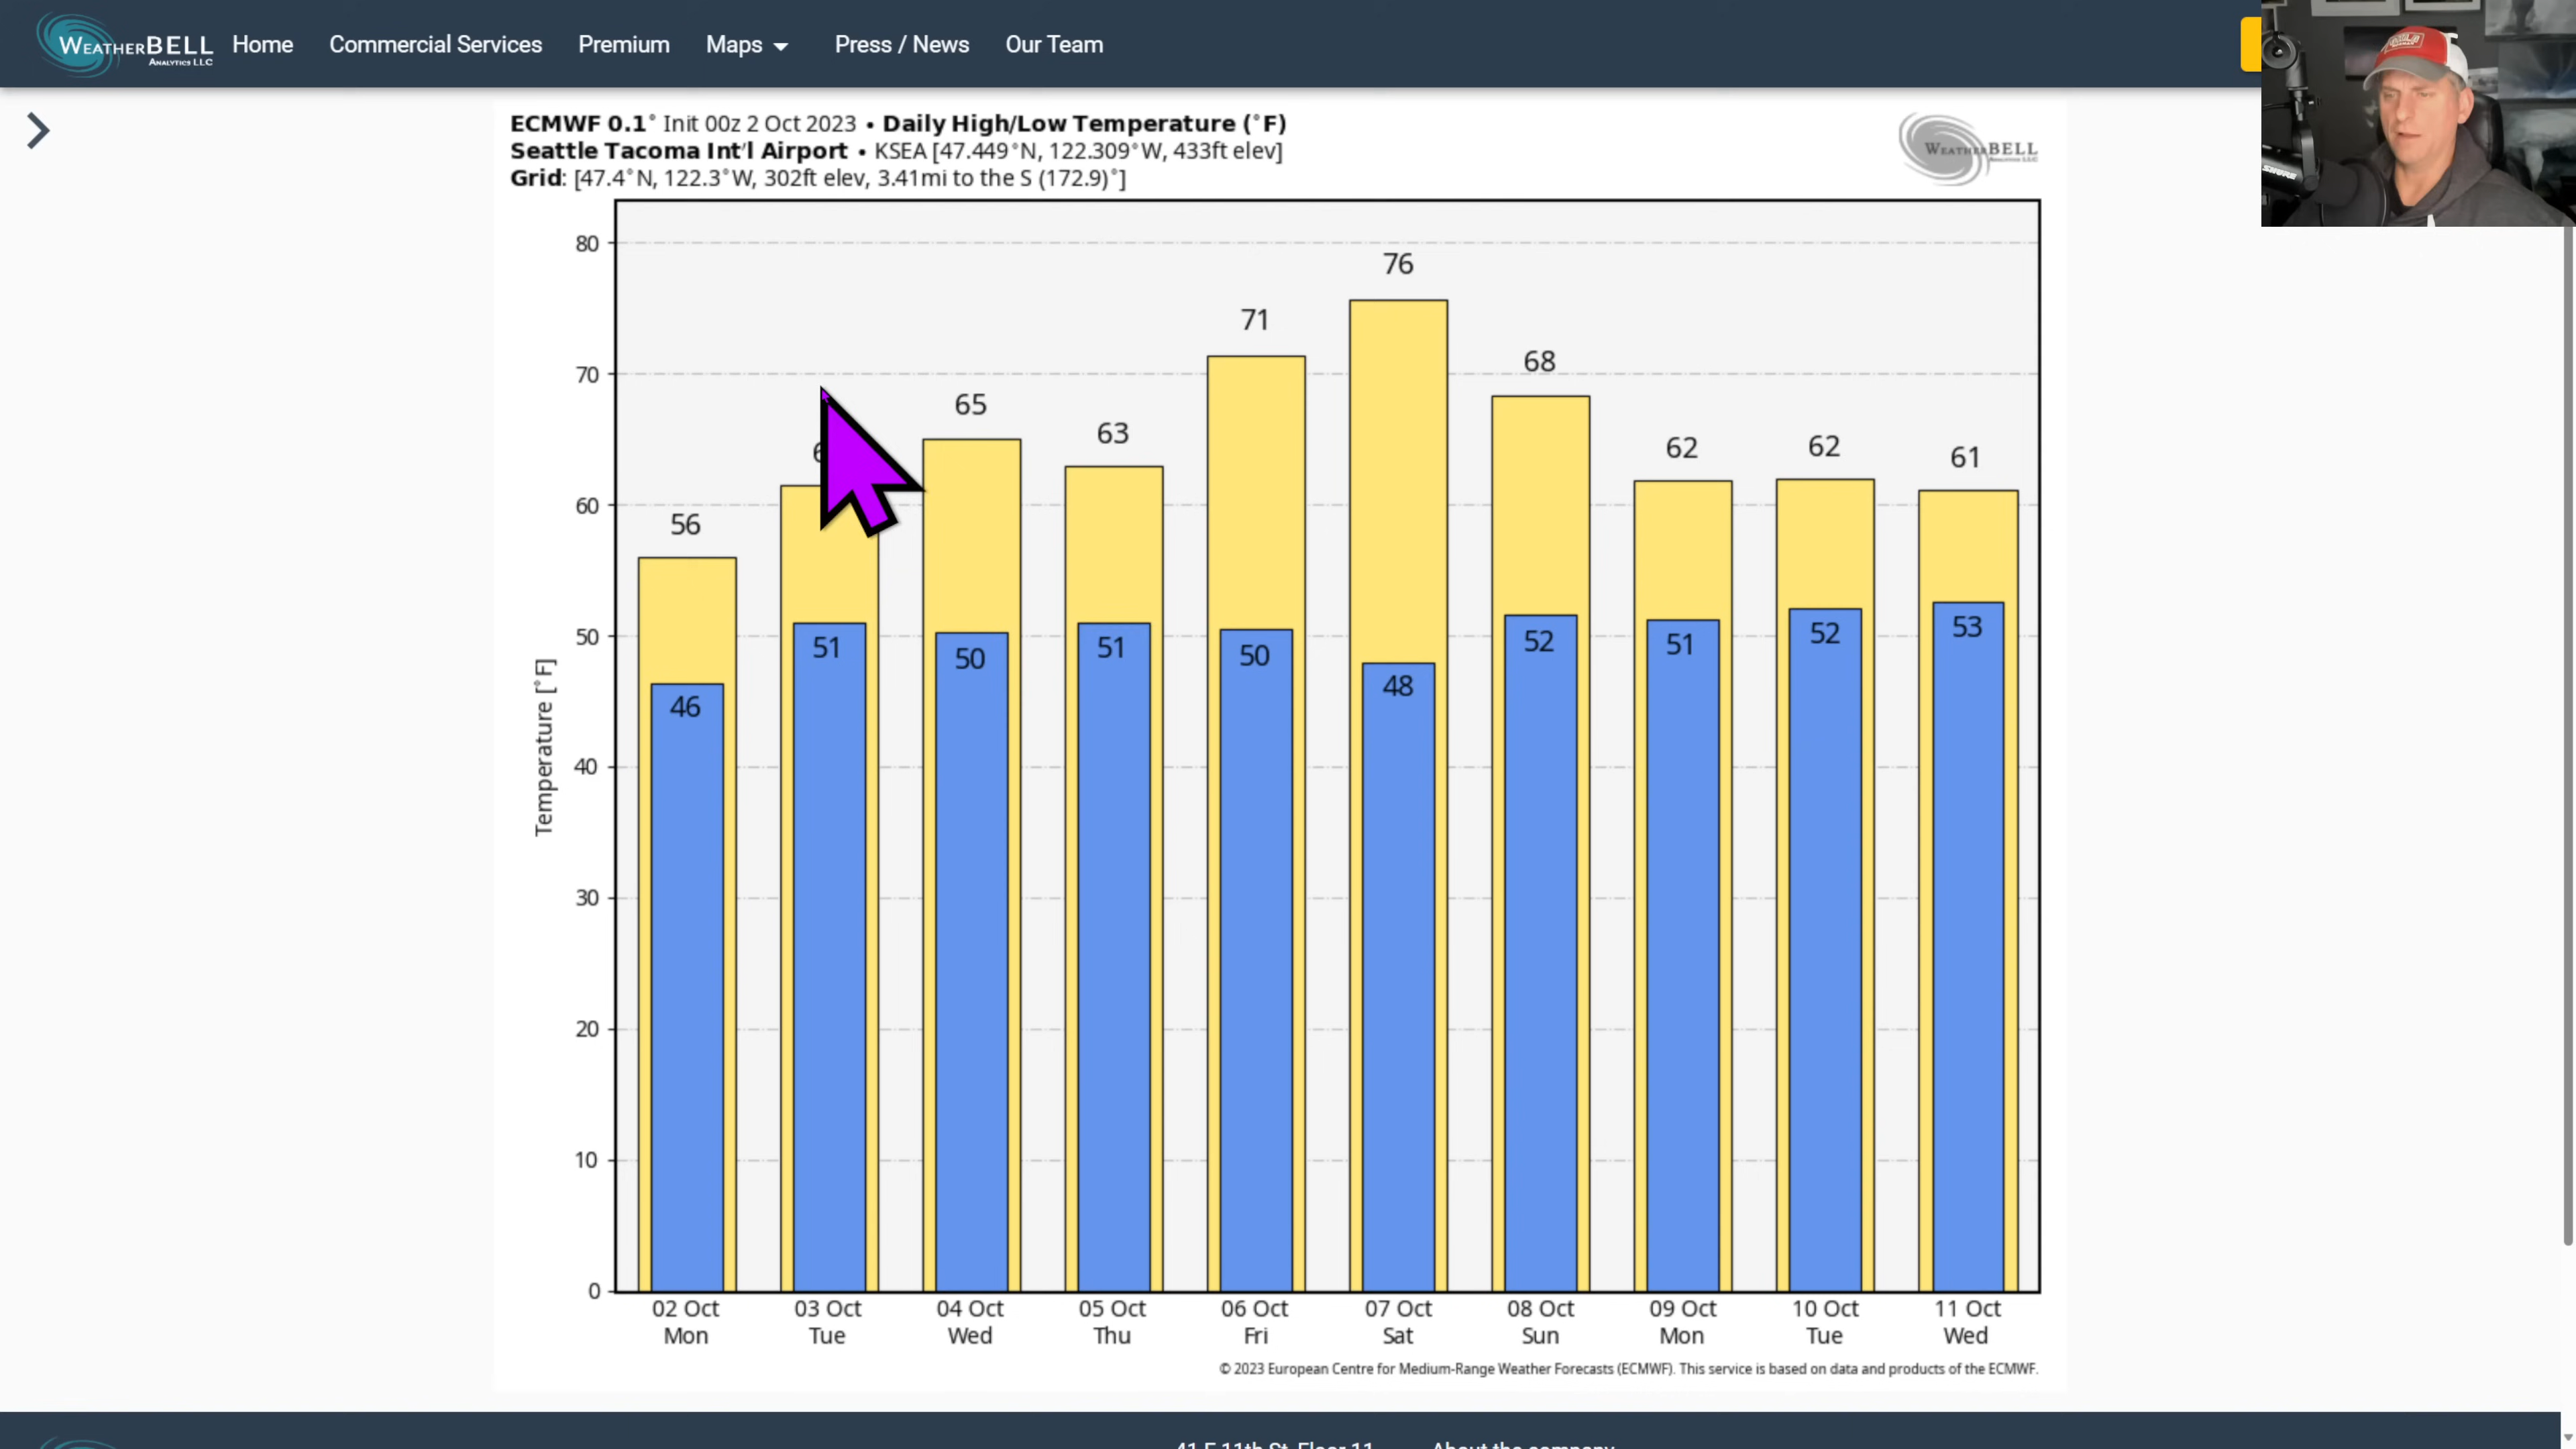 WEATHERBELL
ANALYTICS LLC
Home Commercial Services Premium Maps Press / News Our Team
ECMWF 0.1° Init 00z 2 Oct 2023 • Daily High/Low Temperature (°F)
Seattle Tacoma Int'l Airport • KSEA [47.449°N, 122.309°W, 433ft elev]
Grid: [47.4°N, 122.3°W, 302ft elev, 3.41mi to the S (172.9)°]
WEATHERBELL
ANALYTICS LLC
SHURE
80
76
71
70
68
65
63
62 62 61
60
56
50
51 50 51 50 48 52 51 52 53
46
40
30
20
10
0
Temperature [°F]
02 Oct 03 Oct 04 Oct 05 Oct 06 Oct 07 Oct 08 Oct 09 Oct 10 Oct 11 Oct
Mon Tue Wed Thu Fri Sat Sun Mon Tue Wed
© 2023 European Centre for Medium-Range Weather Forecasts (ECMWF). This service is based on data and products of the ECMWF.
41 E 11th St. Floor 11 About the company